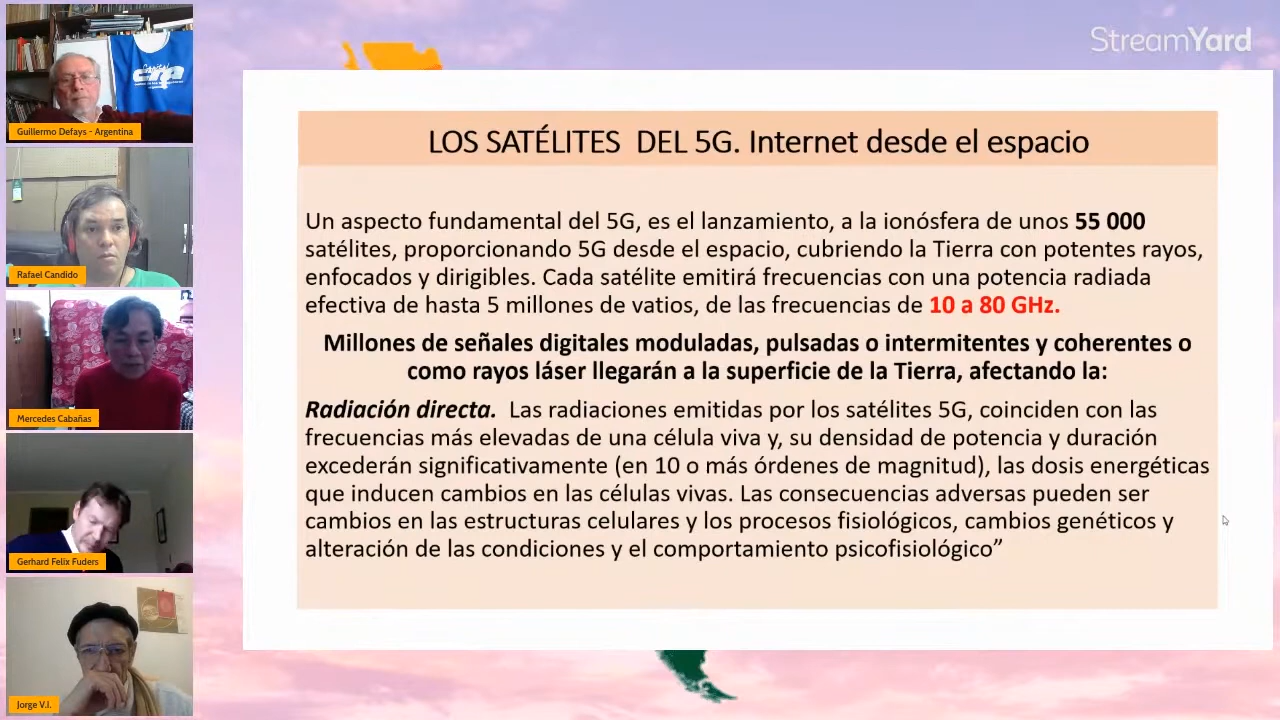 StreamYard
LOS SATÉLITES DEL 5G. Internet desde el espacio
Un aspecto fundamental del 5G, es el lanzamiento, a la ionósfera de unos 55 000
satélites, proporcionando 5G desde el espacio, cubriendo la Tierra con potentes rayos,
enfocados y dirigibles. Cada satélite emitirá frecuencias con una potencia radiada
efectiva de hasta 5 millones de vatios, de las frecuencias de 10 a 80 GHz.
Millones de señales digitales moduladas, pulsadas o intermitentes y coherentes o
como rayos láser llegarán a la superficie de la Tierra, afectando la:
Radiación directa. Las radiaciones emitidas por los satélites 5G, coinciden con las
frecuencias más elevadas de una célula viva y, su densidad de potencia y duración
excederán significativamente (en 10 o más órdenes de magnitud), las dosis energéticas
que inducen cambios en las células vivas. Las consecuencias adversas pueden ser
cambios en las estructuras celulares y los procesos fisiológicos, cambios genéticos y
alteración de las condiciones y el comportamiento psicofisiológico”
Guillermo Defays - Argentina
Rafael Candido
Mercedes Cabañas
Gerhard Felix Fuders
Jorge V.I.